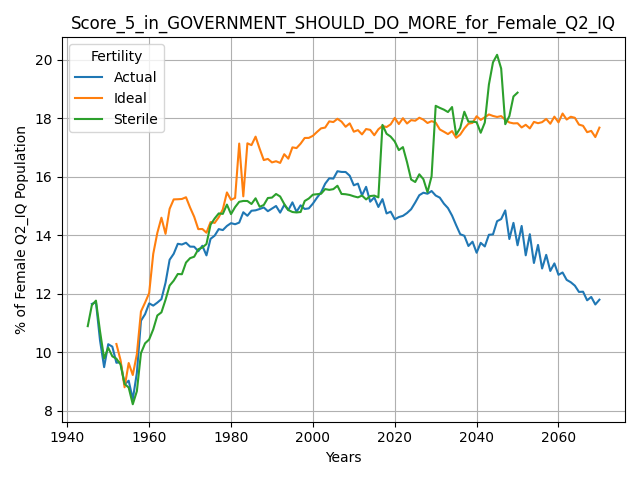 Score_5_in_GOVERNMENT_SHOULD_DO_MORE_for_Female_Q2_IQ
Fertility
Actual
Ideal
Sterile
% of Female Q2_IQ Population
20
18
16
14
12
10
8
1940
1960
1980
2000
2020
2040
2060
Years